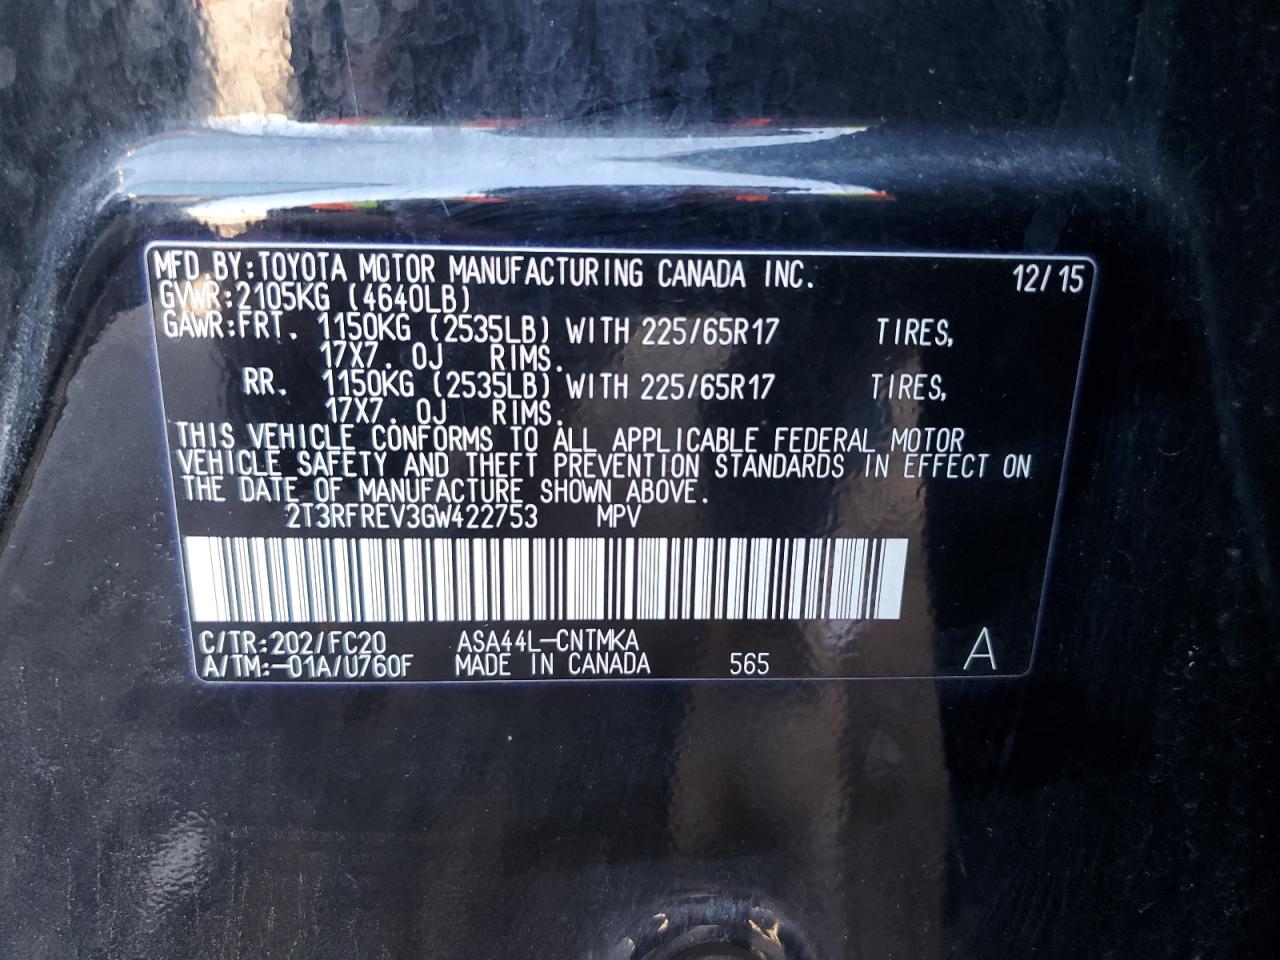 MFD.BY:TOYOTA MOTOR MANUFACTURING CANADA INC. 12/15
GVWR:2105KG (4640LB)
GAWR:FRT. 1150KG (2535LB) WITH 225/65R17 TIRES,
17X7.0J RIMS.
RR. 1150KG (2535LB) WITH 225/65R17 TIRES,
17X7.0J RIMS.
THIS VEHICLE CONFORMS TO ALL APPLICABLE FEDERAL MOTOR
VEHICLE SAFETY AND THEFT PREVENTION STANDARDS IN EFFECT ON
THE DATE OF MANUFACTURE SHOWN ABOVE.
2T3RFREV3GW422753 MPV
C/TR:202/FC20 ASA44L-CNTMKA
A/TM:-01A/U760F MADE IN CANADA 565 A